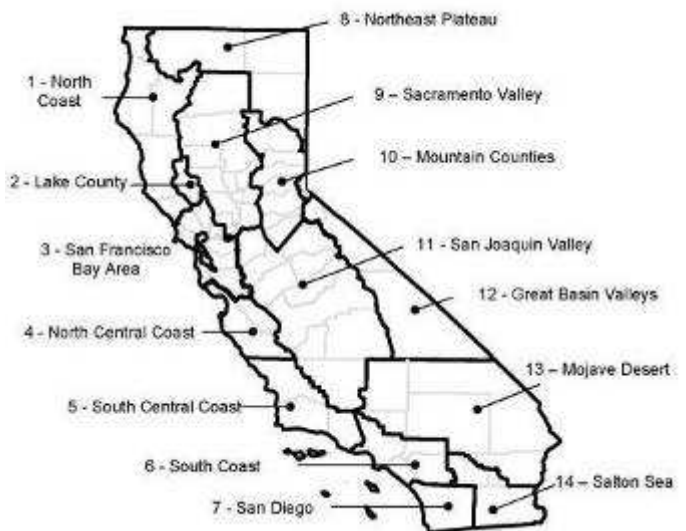 8 - Northeast Plateau
1 - North
Coast
9 – Sacramento Valley
10 – Mountain Counties
2 - Lake County
3 - San Francisco
Bay Area
11 - San Joaquin Valley
12 - Great Basin Valleys
4 - North Central Coast
13 – Mojave Desert
5 - South Central Coast
6 - South Coast
14 – Salton Sea
7 - San Diego